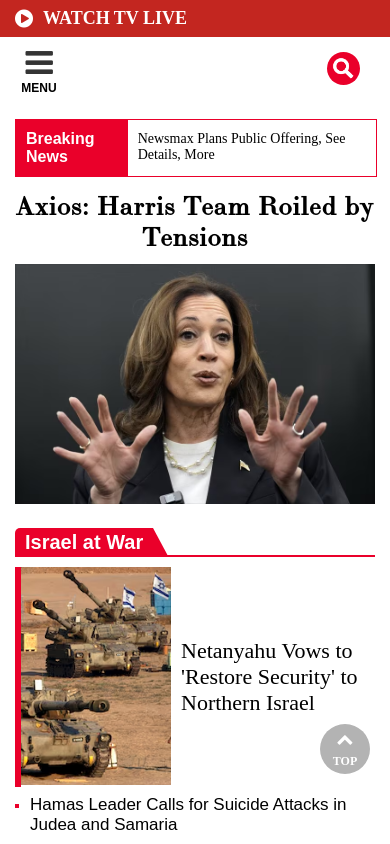 WATCH TV LIVE
MENU
Breaking
News
Newsmax Plans Public Offering, See
Details, More
Axios: Harris Team Roiled by
Tensions
Israel at War
Netanyahu Vows to
'Restore Security' to
Northern Israel
TOP
Hamas Leader Calls for Suicide Attacks in
Judea and Samaria